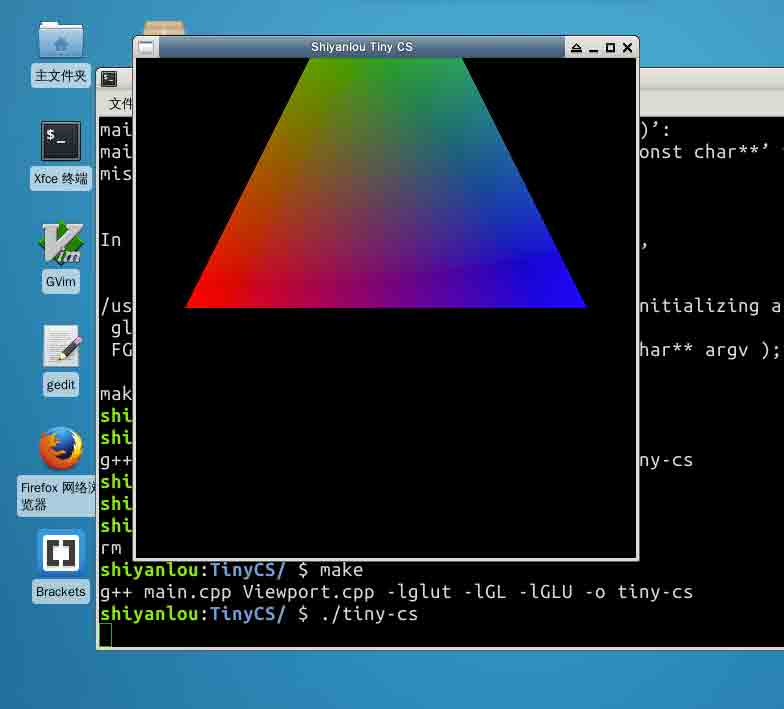 主文件夹
Xfce 终端
GVim
gedit
Firefox 网络浏
览器
Brackets
Shiyanlou Tiny CS
文件
mai )’:
mai onst char**’
mis
In ,
/us nitializing a
gl
FG har** argv );
mak
shi
shi
g++ ny-cs
shi
shi
shi
rm
shiyanlou:TinyCS/ $ make
g++ main.cpp Viewport.cpp -lglut -lGL -lGLU -o tiny-cs
shiyanlou:TinyCS/ $ ./tiny-cs